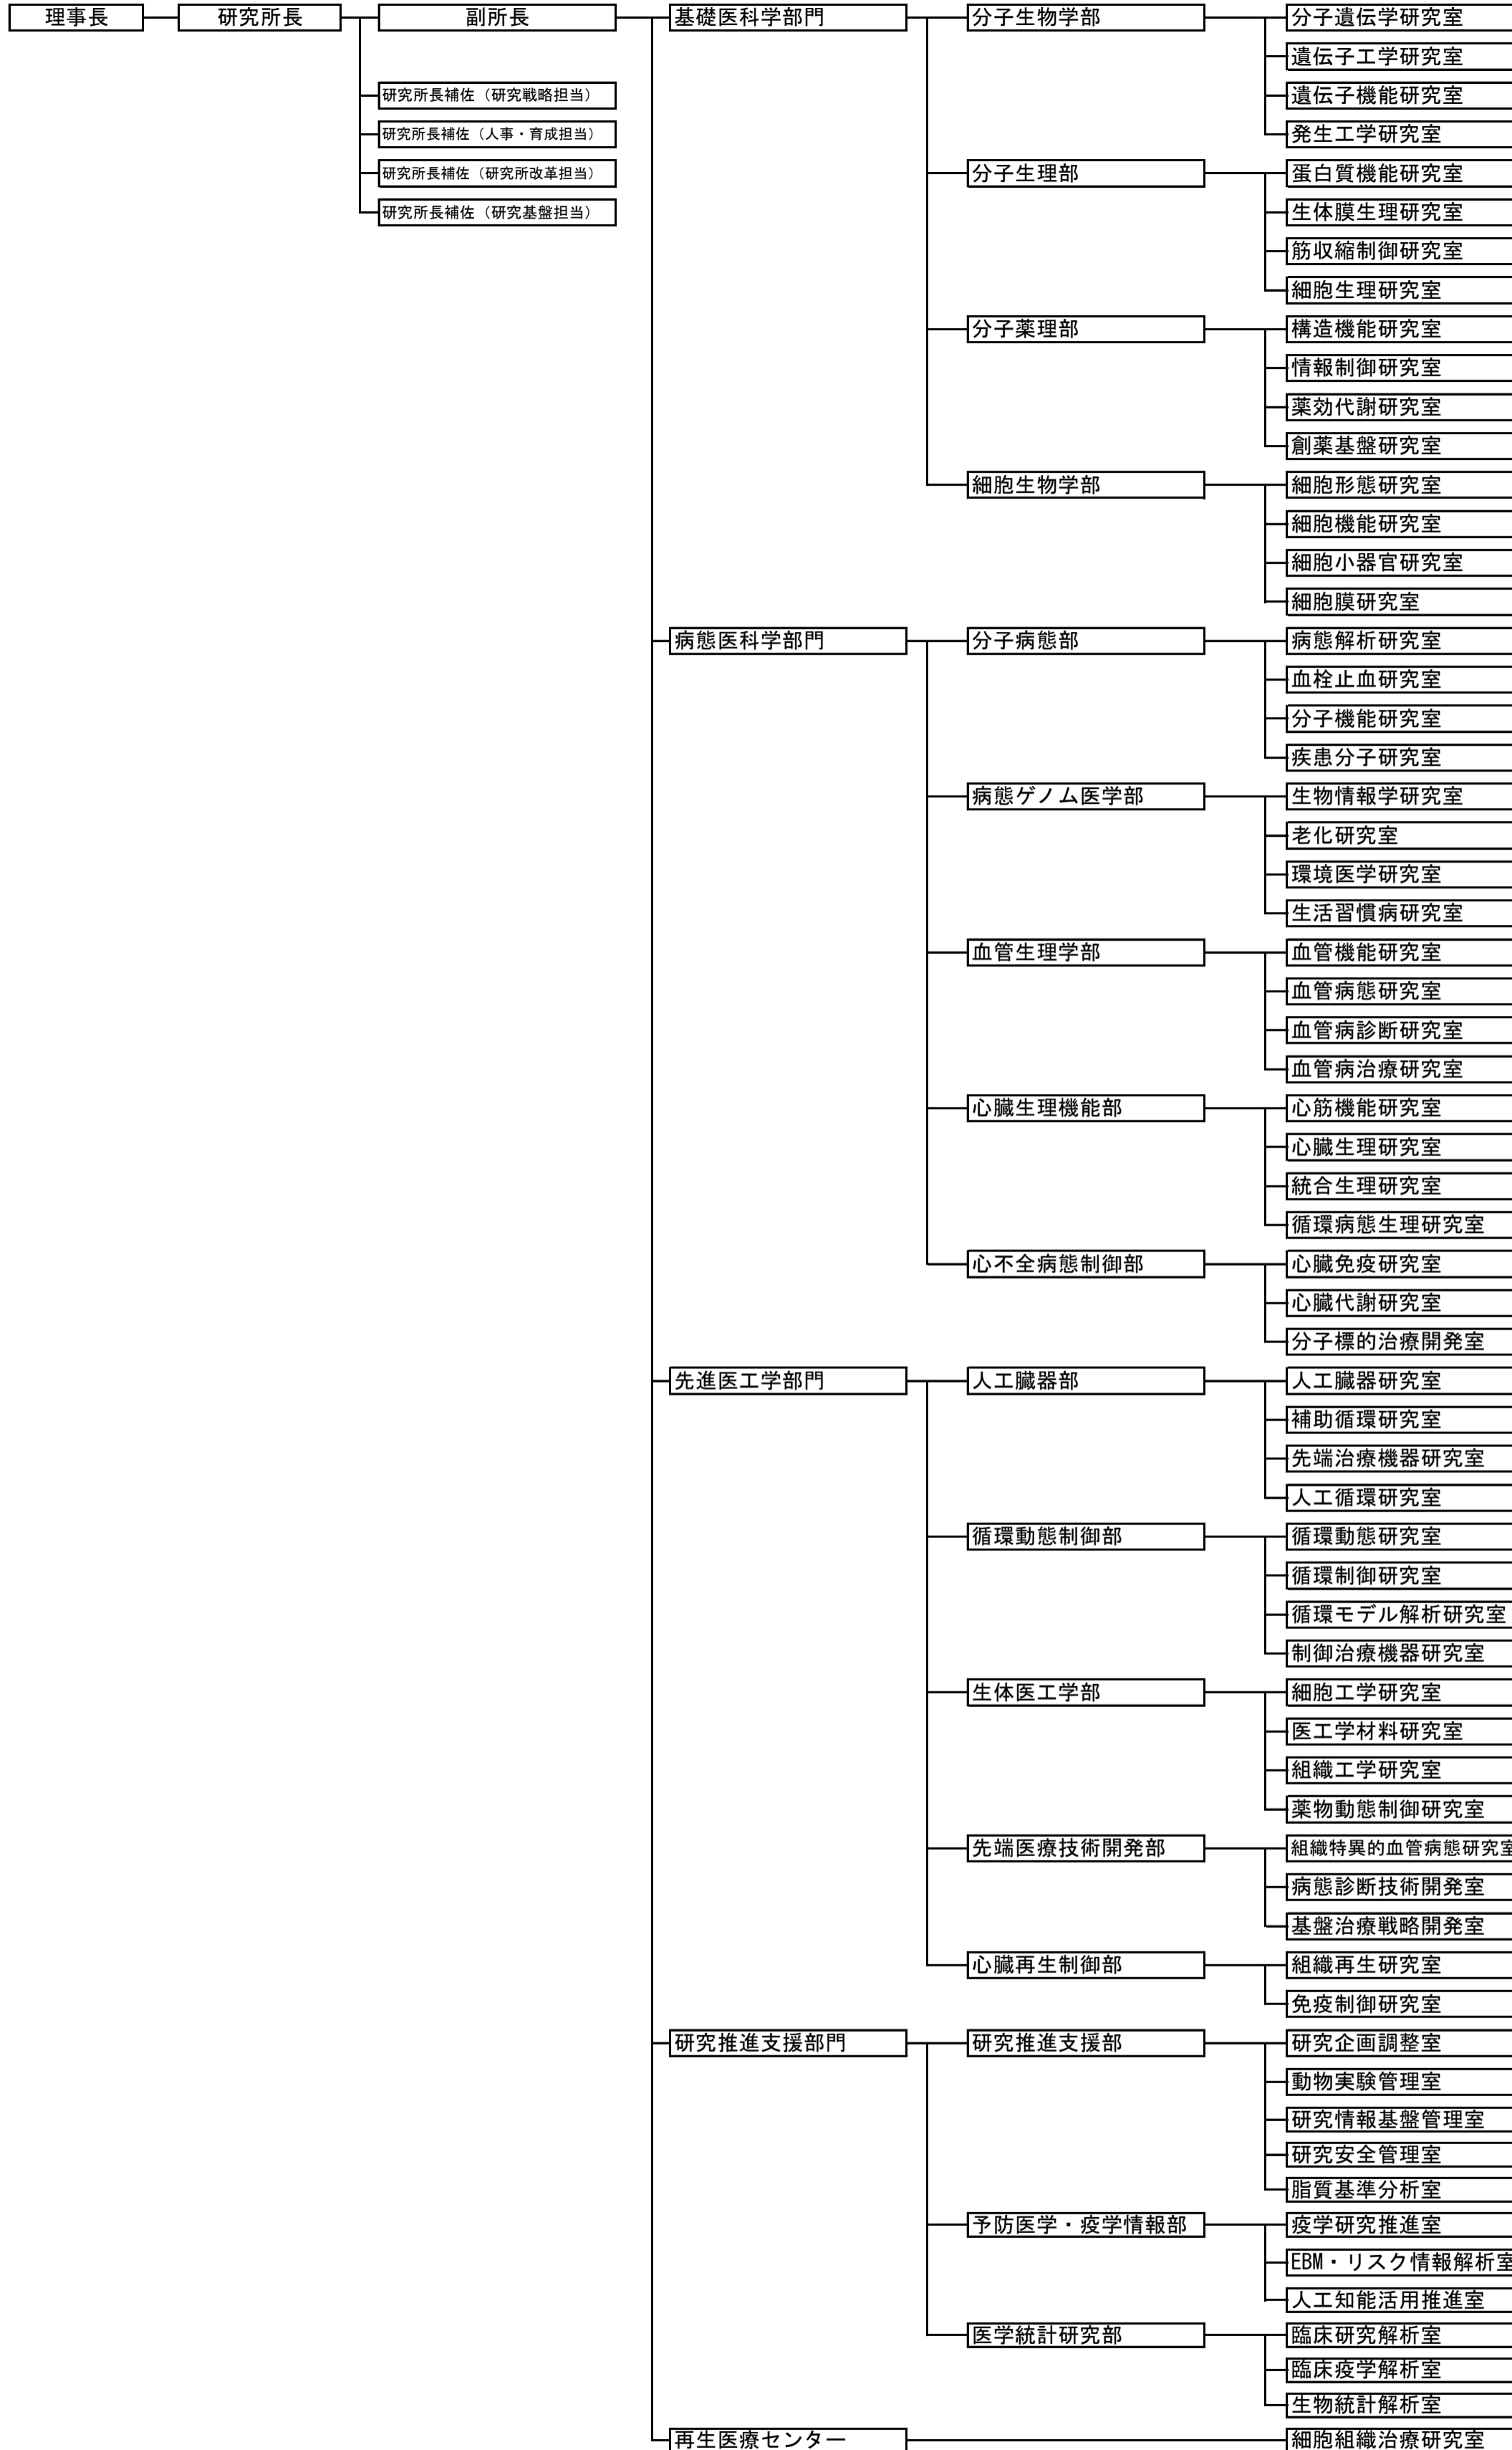 理事長
研究所長
副所長
基礎医科学部門
分子生物学部
分子遺伝学研究室
遺伝子工学研究室
研究所長補佐（研究戦略担当）
遺伝子機能研究室
研究所長補佐（人事・育成担当）
発生工学研究室
研究所長補佐（研究所改革担当）
分子生理部
蛋白質機能研究室
研究所長補佐（研究基盤担当）
生体膜生理研究室
筋収縮制御研究室
細胞生理研究室
分子薬理部
構造機能研究室
情報制御研究室
薬効代謝研究室
創薬基盤研究室
細胞生物学部
細胞形態研究室
細胞機能研究室
細胞小器官研究室
細胞膜研究室
病態医科学部門
分子病態部
病態解析研究室
血栓止血研究室
分子機能研究室
疾患分子研究室
病態ゲノム医学部
生物情報学研究室
老化研究室
環境医学研究室
生活習慣病研究室
血管生理学部
血管機能研究室
血管病態研究室
血管病診断研究室
血管病治療研究室
心臓生理機能部
心筋機能研究室
心臓生理研究室
統合生理研究室
循環病態生理研究室
心不全病態制御部
心臓免疫研究室
心臓代謝研究室
分子標的治療開発室
先進医工学部門
人工臓器部
人工臓器研究室
補助循環研究室
先端治療機器研究室
人工循環研究室
循環動態制御部
循環動態研究室
循環制御研究室
循環モデル解析研究室
制御治療機器研究室
生体医工学部
細胞工学研究室
医工学材料研究室
組織工学研究室
薬物動態制御研究室
先端医療技術開発部
組織特異的血管病態研究室
病態診断技術開発室
基盤治療戦略開発室
心臓再生制御部
組織再生研究室
免疫制御研究室
研究推進支援部門
研究推進支援部
研究企画調整室
動物実験管理室
研究情報基盤管理室
研究安全管理室
脂質基準分析室
予防医学・疫学情報部
疫学研究推進室
EBM・リスク情報解析室
人工知能活用推進室
医学統計研究部
臨床研究解析室
臨床疫学解析室
生物統計解析室
再生医療センター
細胞組織治療研究室